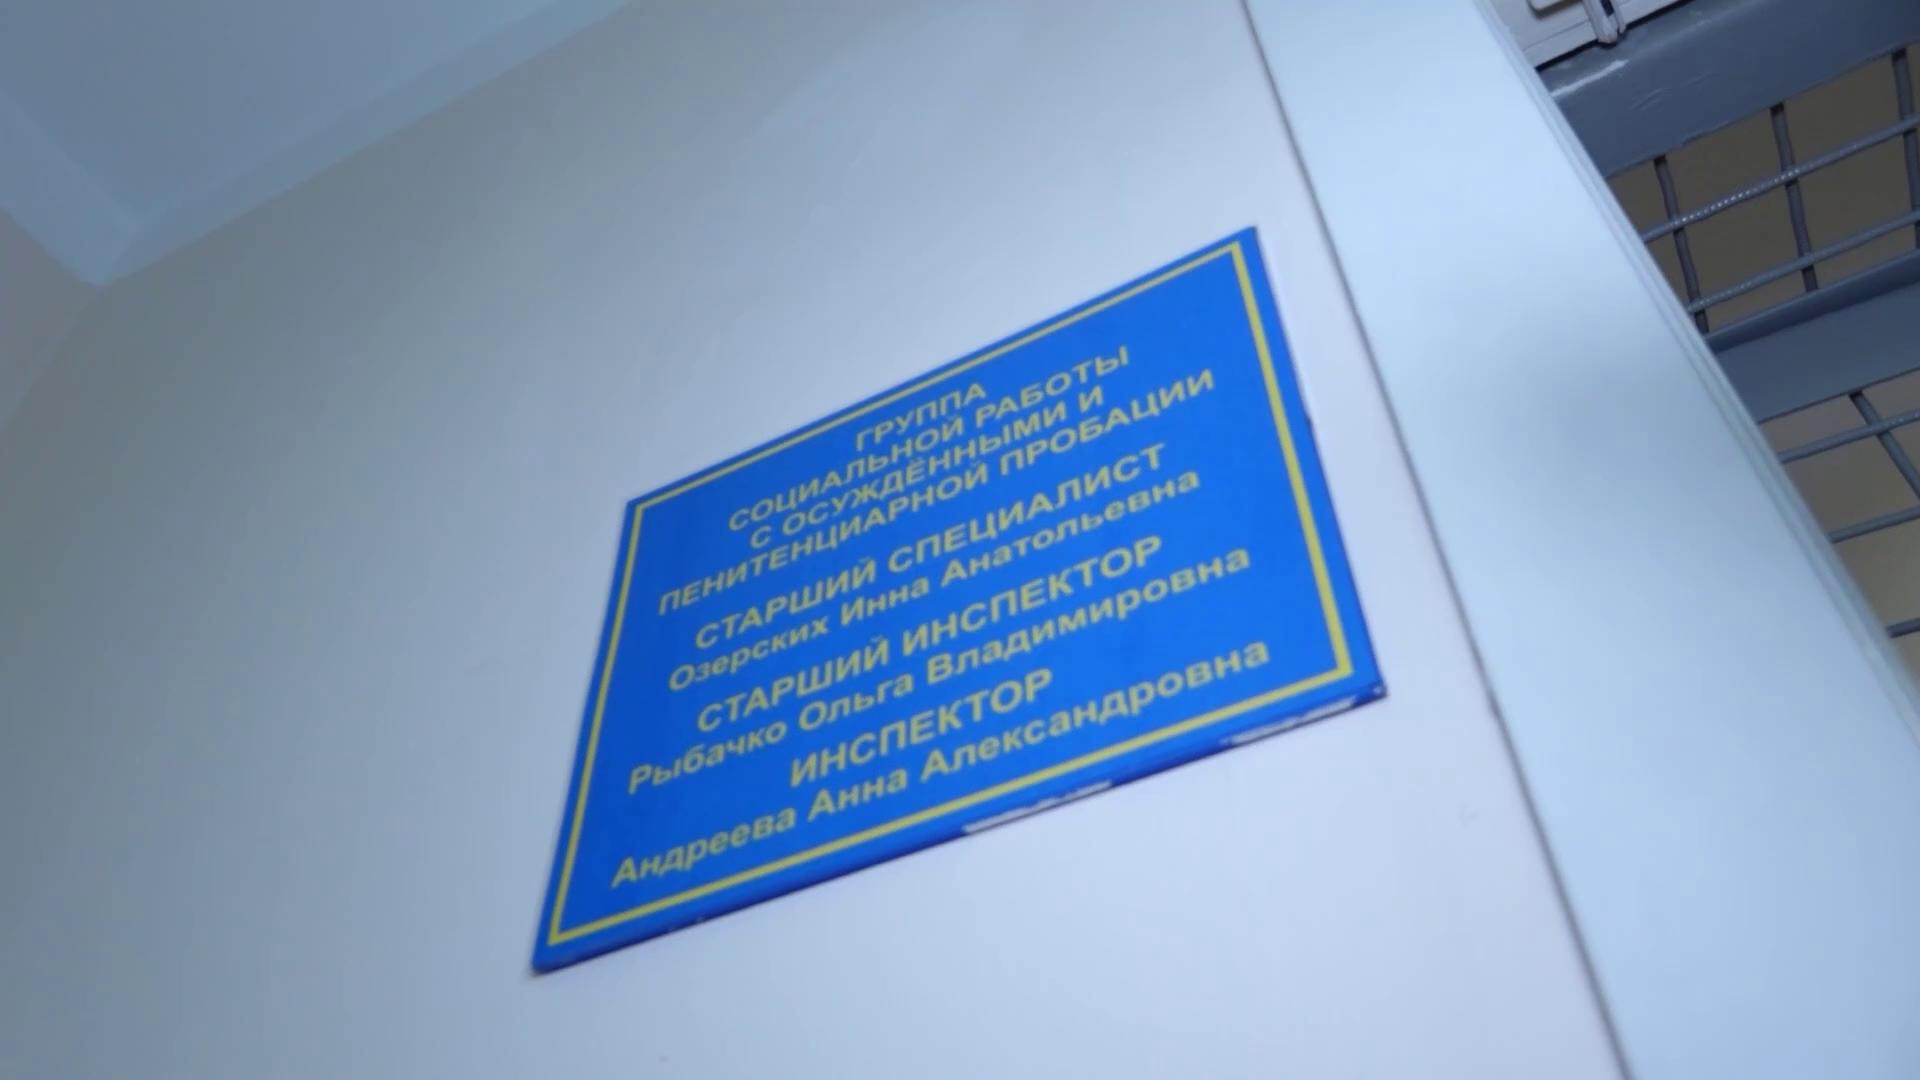 ГРУППА
СОЦИАЛЬНОЙ РАБОТЫ
С ОСУЖДЁННЫМИ И
ПЕНИТЕНЦИАРНОЙ ПРОБАЦИИ
СТАРШИЙ СПЕЦИАЛИСТ
Озерских Инна Анатольевна
СТАРШИЙ ИНСПЕКТОР
Рыбачко Ольга Владимировна
ИНСПЕКТОР
Андреева Анна Александровна